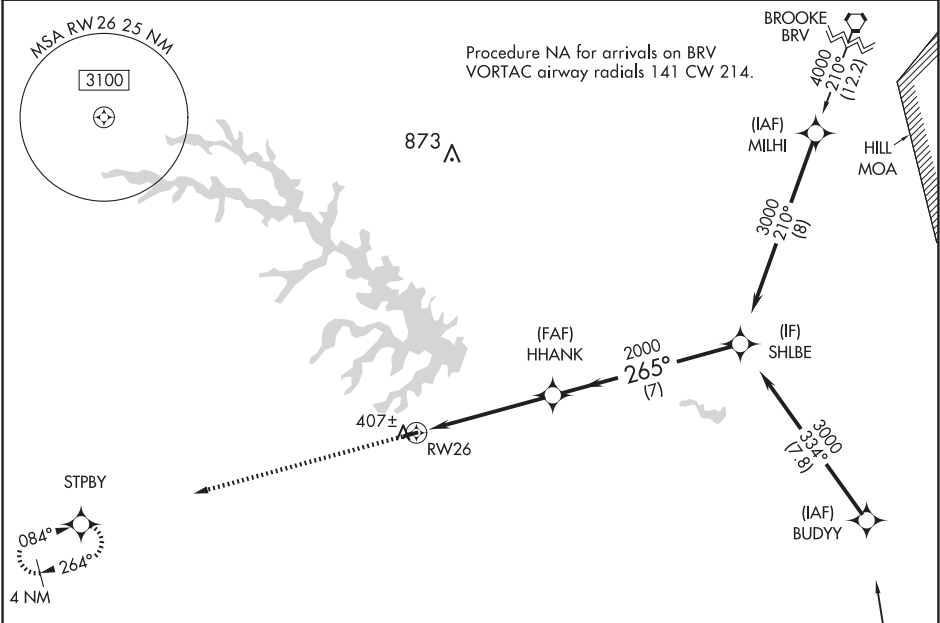 MSA RW26 25 NM
3100
Procedure NA for arrivals on BRV
VORTAC airway radials 141 CW 214.
BROOKE
BRV
4000
210°
(12.2)
873
(IAF)
MILHI
HILL
MOA
3000
210°
(8)
(FAF)
HHANK
2000
265°
(7)
(IF)
SHLBE
407±
RW26
3000
334°
(7.8)
STPBY
084°
264°
4 NM
(IAF)
BUDYY